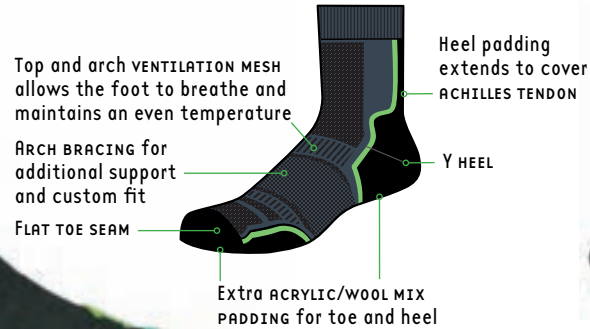 Top and arch VENTILATION MESH
allows the foot to breathe and
maintains an even temperature
ARCH BRACING for
additional support
and custom fit
FLAT TOE SEAM
Heel padding
extends to cover
ACHILLES TENDON
Y HEEL
Extra ACRYLIC/WOOL MIX
PADDING for toe and heel